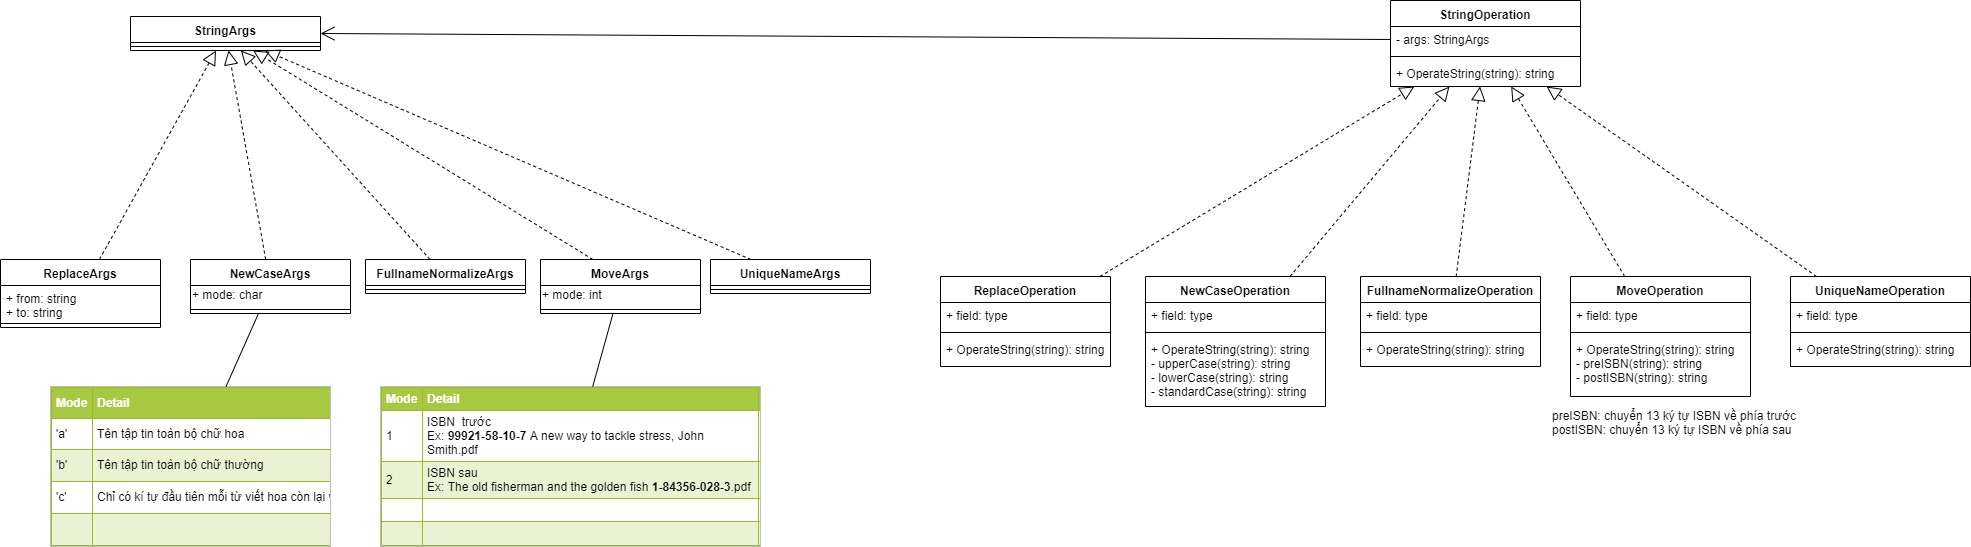 StringArgs
StringOperation
- args: StringArgs
+ OperateString(string): string
ReplaceArgs
+ from: string
+ to: string
NewCaseArgs
+ mode: char
FullnameNormalizeArgs
MoveArgs
+ mode: int
UniqueNameArgs
ReplaceOperation
+ field: type
+ OperateString(string): string
NewCaseOperation
+ field: type
+ OperateString(string): string
- upperCase(string): string
- lowerCase(string): string
- standardCase(string): string
FullnameNormalizeOperation
+ field: type
+ OperateString(string): string
MoveOperation
+ field: type
+ OperateString(string): string
- preISBN(string): string
- postISBN(string): string
UniqueNameOperation
+ field: type
+ OperateString(string): string
Mode Detail
'a' Tên tập tin toàn bộ chữ hoa
'b' Tên tập tin toàn bộ chữ thường
'c' Chỉ có kí tự đầu tiên mỗi từ viết hoa còn lại
Mode Detail
1 ISBN trước
Ex: 99921-58-10-7 A new way to tackle stress, John
Smith.pdf
2 ISBN sau
Ex: The old fisherman and the golden fish 1-84356-028-3.pdf
preISBN: chuyển 13 ký tự ISBN về phía trước
postISBN: chuyển 13 ký tự ISBN về phía sau